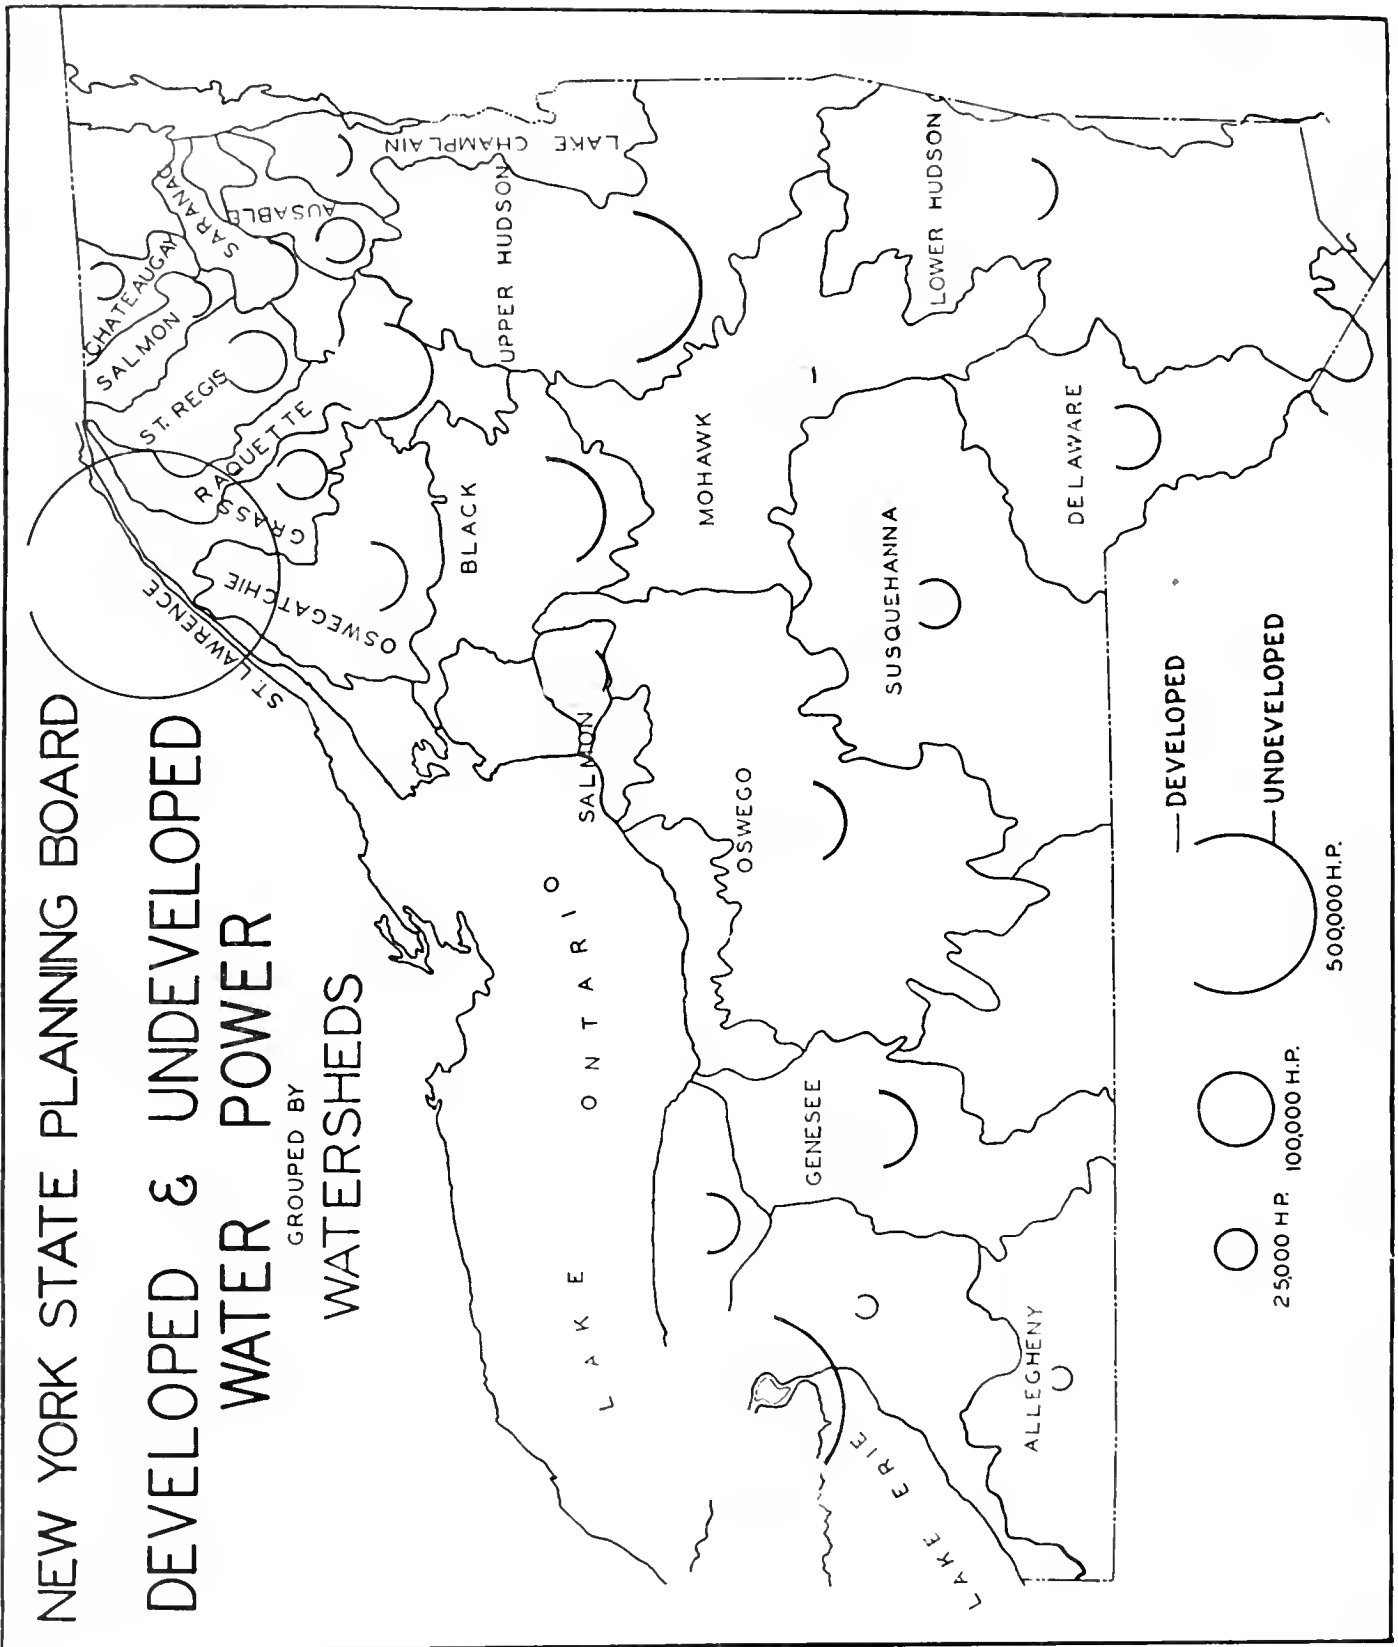 NEW YORK STATE PLANNING BOARD
DEVELOPED & UNDEVELOPED
WATER POWER
GROUPED BY
WATERSHEDS
ST. LAWRENCE
CHATEAUGAY
SARANAC
SALMON
AUSABLE
ST. REGIS
RAQUETTE
GRASS
OSWEGATCHIE
LAKE CHAMPLAIN
UPPER HUDSON
BLACK
SALMON
LAKE ONTARIO
MOHAWK
OSWEGO
LOWER HUDSON
GENESEE
SUSQUEHANNA
LAKE ERIE
DELAWARE
ALLEGHENY
DEVELOPED
UNDEVELOPED
25,000 H.P.
100,000 H.P.
500,000 H.P.